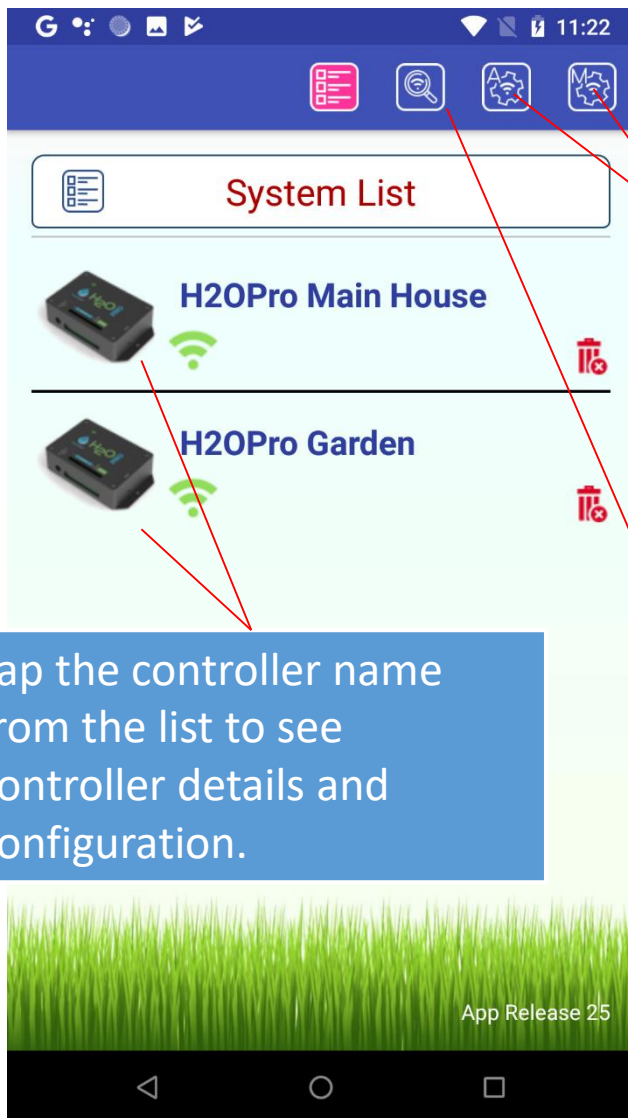 G 11:22
A M
System List
H2OPro Main House
H2OPro Garden
ap the controller name
rom the list to see
ontroller details and
onfiguration.
App Release 25